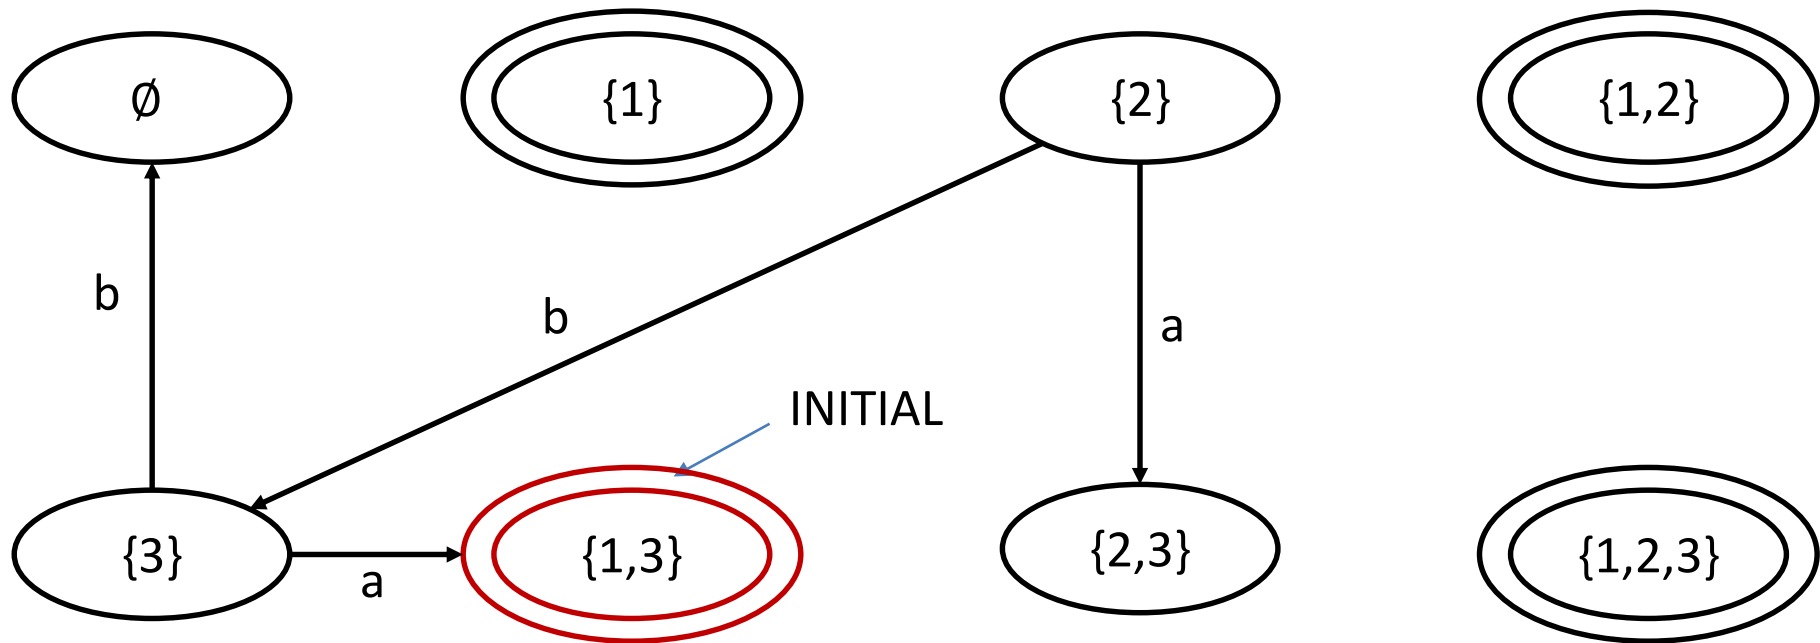 ∅
{1}
{2}
{1,2}
b
b
a
INITIAL
{3}
a
{1,3}
{2,3}
{1,2,3}